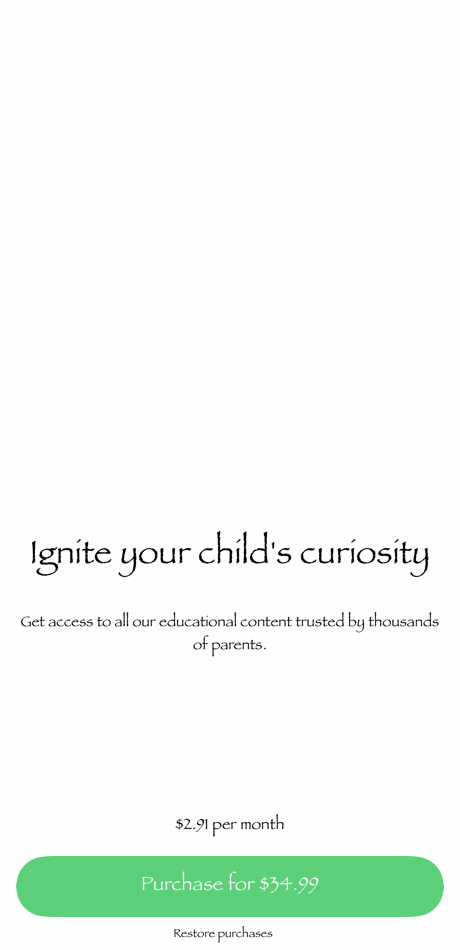 Ignite your child's curiosity
Get access to all our educational content trusted by thousands
of parents.
$2.91 per month
Purchase for $34.99
Restore purchases